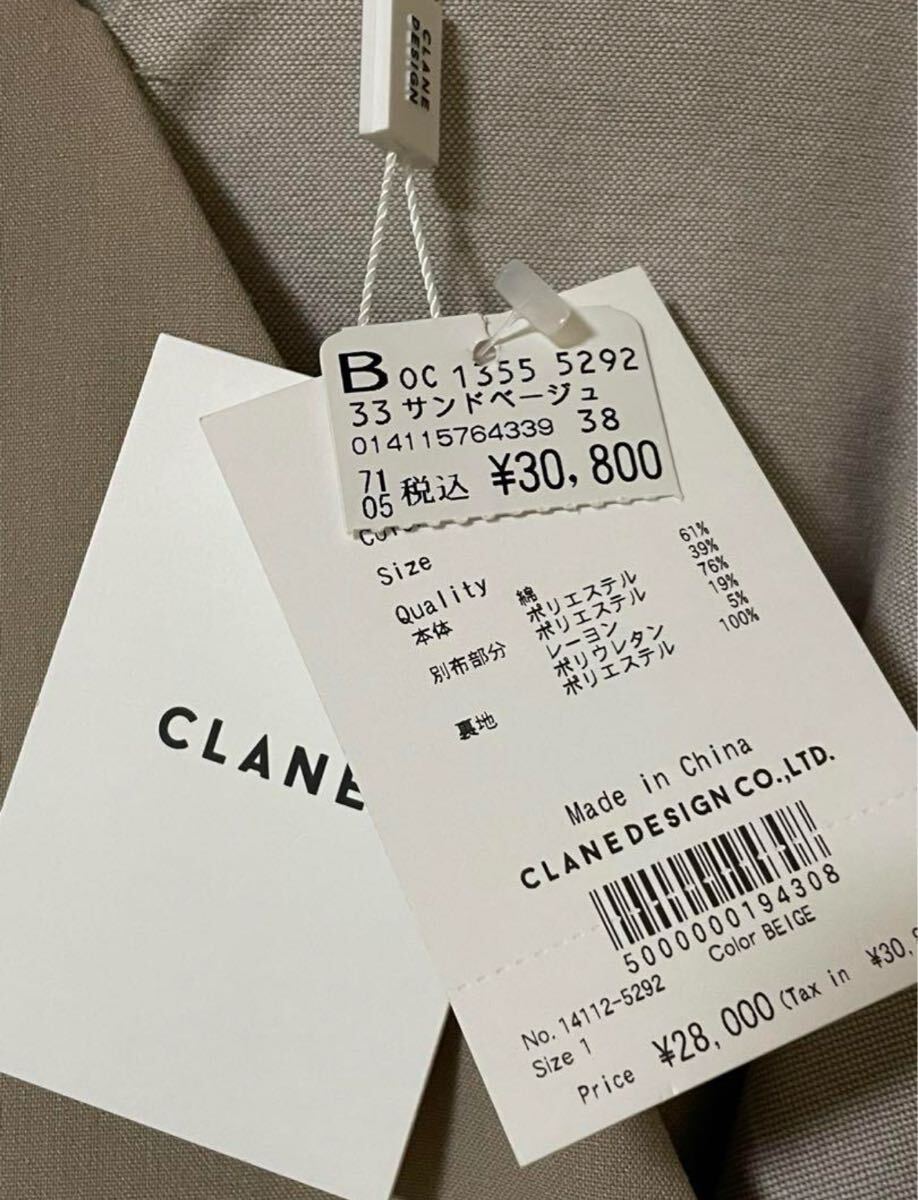 CLANE
DESIGN
B OC 1355 5292
33 サンドベージュ
014115764339 38
71
05 税込 ¥30,800
Size
Quality
本体 綿 61%
ポリエステル 39%
別布部分 ポリエステル 76%
レーヨン 19%
ポリウレタン 5%
裏地 ポリエステル 100%
Made in China
CLANEDESIGN CO.,LTD.
5000000194308
No. 14112-5292 Color BEIGE
Size 1
Price ¥28,000 (Tax in ¥30,
CLANE